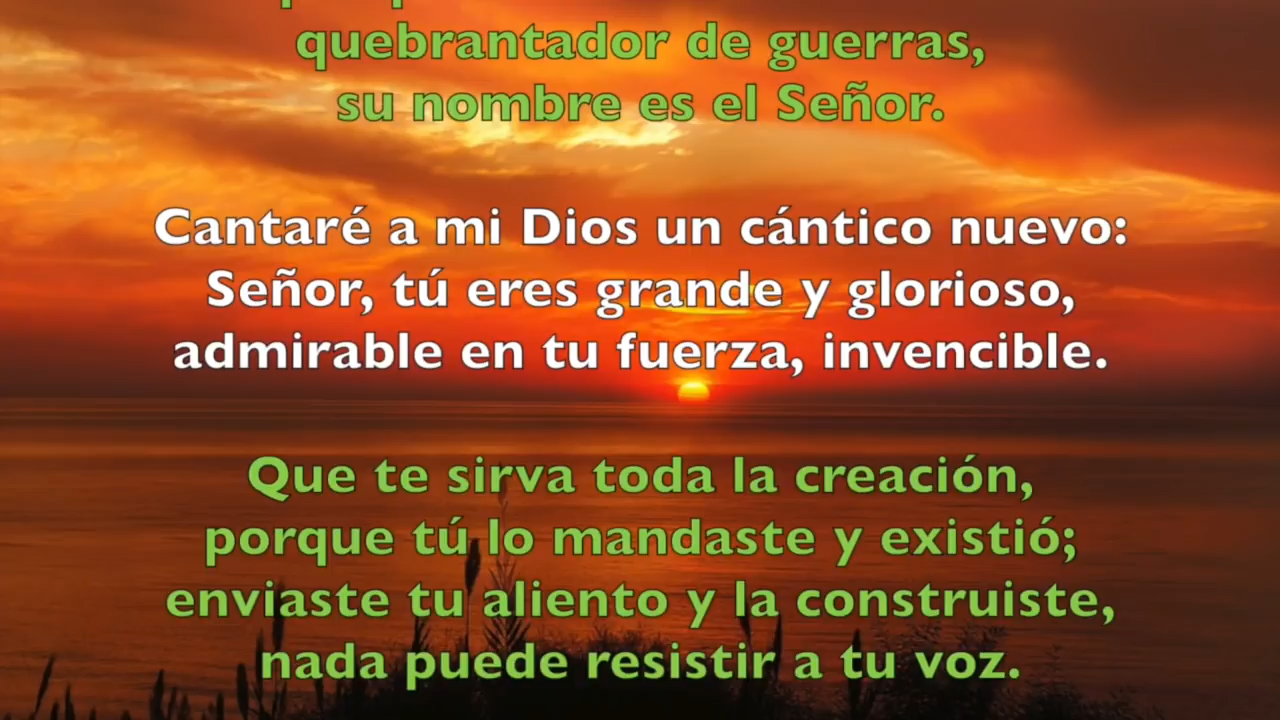 quebrantador de guerras,
su nombre es el Señor.
Cantaré a mi Dios un cántico nuevo:
Señor, tú eres grande y glorioso,
admirable en tu fuerza, invencible.
Que te sirva toda la creación,
porque tú lo mandaste y existió;
enviaste tu aliento y la construiste,
nada puede resistir a tu voz.